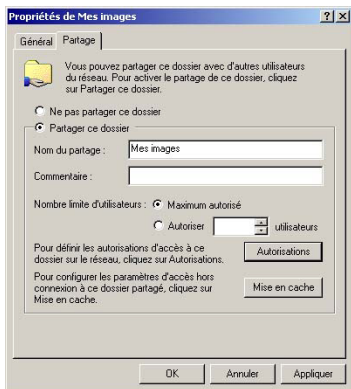 Propriétés de Mes images
Général Partage
Vous pouvez partager ce dossier avec d'autres utilisateurs
du réseau. Pour activer le partage de ce dossier, cliquez
sur Partager ce dossier.
Ne pas partager ce dossier
Partager ce dossier
Nom du partage : Mes images
Commentaire :
Nombre limite d'utilisateurs : Maximum autorisé
Autoriser utilisateurs
Pour définir les autorisations d'accès à ce
dossier sur le réseau, cliquez sur Autorisations.
Autorisations
Pour configurer les paramètres d'accès hors
connexion à ce dossier partagé, cliquez sur
Mise en cache.
Mise en cache
OK Annuler Appliquer